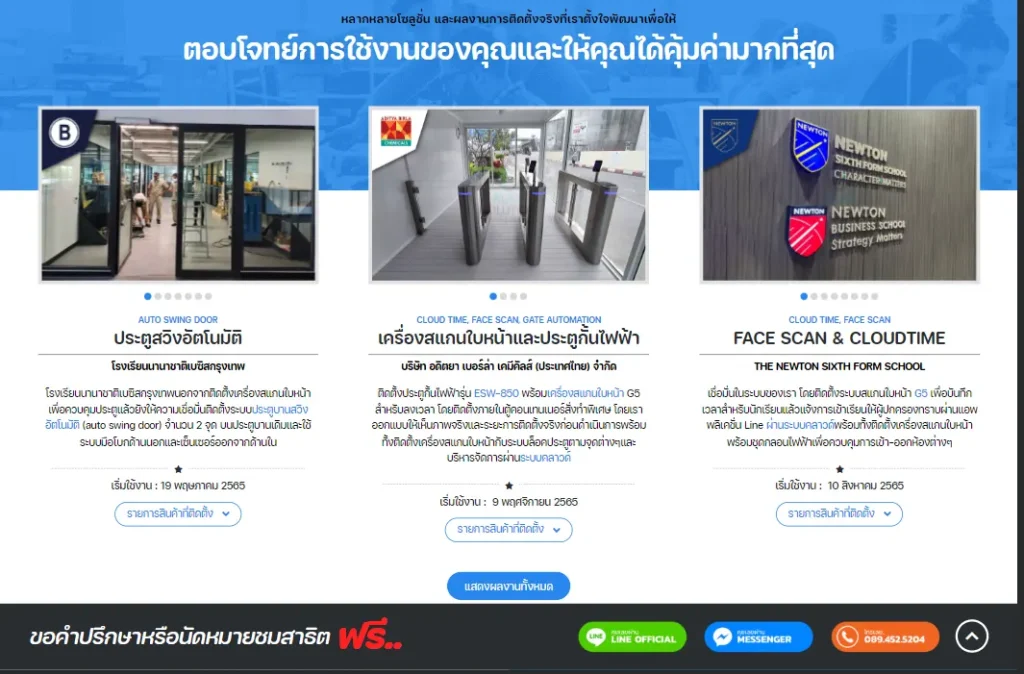 หลากหลายโซลูชั่น และผลงานการติดตั้งจริงที่เราตั้งใจพัฒนาเพื่อให้
ตอบโจทย์การใช้งานของคุณและให้คุณได้คุ้มค่ามากที่สุด
B
AUTO SWING DOOR
ประตูสวิงอัตโนมัติ
โรงเรียนนานาชาติเบซิสกรุงเทพ
โรงเรียนนานาชาติเบซิสกรุงเทพนอกจากติดตั้งเครื่องสแกนใบหน้า
เพื่อควบคุมประตูแล้วยังให้ความเชื่อมั่นติดตั้งระบบประตูบานสวิง
อัตโนมัติ (auto swing door) จำนวน 2 จุด บนประตูบานเดิมและใช้
ระบบมือโบกด้านนอกและเซ็นเซอร์ออกจากด้านใน
เริ่มใช้งาน : 19 พฤษภาคม 2565
รายการสินค้าที่ติดตั้ง
ADITYA BIRLA
CHEMICALS
CLOUD TIME, FACE SCAN, GATE AUTOMATION
เครื่องสแกนใบหน้าและประตูกั้นไฟฟ้า
บริษัท อดิตยา เบอร์ล่า เคมีคัลส์ (ประเทศไทย) จำกัด
ติดตั้งประตูกั้นไฟฟ้ารุ่น ESW-850 พร้อมเครื่องสแกนใบหน้า G5
สำหรับลงเวลา โดยติดตั้งภายในตู้คอนเทนเนอร์สั่งทำพิเศษ โดยเรา
ออกแบบให้เห็นภาพจริงและระยะการติดตั้งจริงก่อนดำเนินการพร้อม
ทั้งติดตั้งเครื่องสแกนใบหน้ากับระบบล็อคประตูตามจุดต่างๆและ
บริหารจัดการผ่านระบบคลาวด์
เริ่มใช้งาน : 9 พฤศจิกายน 2565
รายการสินค้าที่ติดตั้ง
NEWTON
NEWTON
NEWTON
SIXTH FORM SCHOOL
CHARACTER MATTERS
NEWTON
NEWTON
BUSINESS SCHOOL
Strategy Matters
CLOUD TIME, FACE SCAN
FACE SCAN & CLOUDTIME
THE NEWTON SIXTH FORM SCHOOL
เชื่อมั่นในระบบของเรา โดยติดตั้งระบบสแกนใบหน้า G5 เพื่อบันทึก
เวลาสำหรับนักเรียนแล้วแจ้งการเข้าเรียนให้ผู้ปกครองทราบผ่านแอพ
พลิเคชั่น Line ผ่านระบบคลาวด์พร้อมทั้งติดตั้งเครื่องสแกนใบหน้า
พร้อมชุดกลอนไฟฟ้าเพื่อควบคุมการเข้า-ออกห้องต่างๆ
เริ่มใช้งาน : 10 สิงหาคม 2565
รายการสินค้าที่ติดตั้ง
แสดงผลงานทั้งหมด
ขอคำปรึกษาหรือนัดหมายชมสาธิต ฟรี..
LINE
LINE OFFICIAL
MESSENGER
089.452.5204